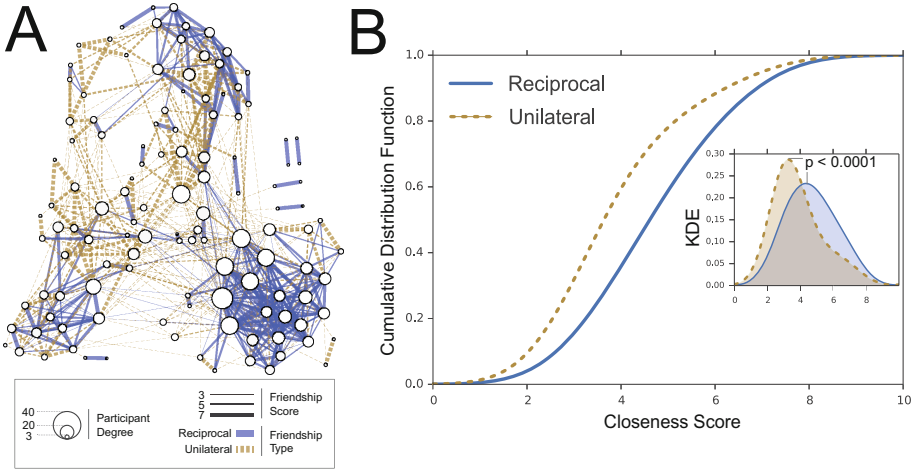 A
40
20
3
Participant
Degree
3
5
7
Friendship
Score
Reciprocal
Unilateral
Friendship
Type
B
Cumulative Distribution Function
1.0
0.8
0.6
0.4
0.2
0.0
0 2 4 6 8 10
Closeness Score
Reciprocal
Unilateral
KDE
0,30
0,25
0,20
0,15
0,10
0,05
0,00
0 2 4 6 8
p < 0.0001